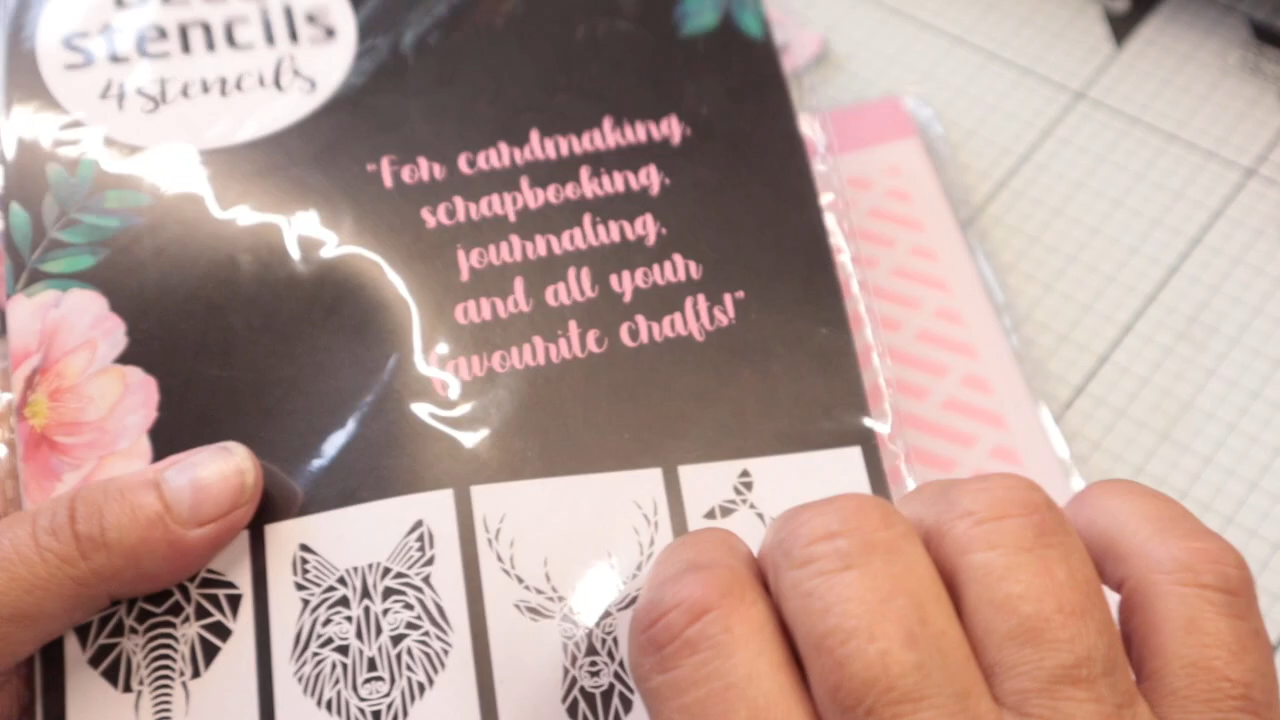 stencils
4 stencils
"For cardmaking,
scrapbooking,
journaling,
and all your
favourite crafts!"